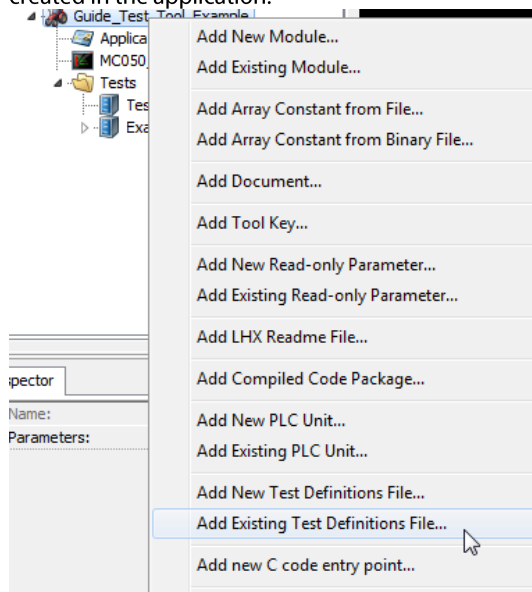 created in the application.
Guide_Test_Tool_Example
Applica
MC050_
Tests
Tes
Exa
Add New Module...
Add Existing Module...
Add Array Constant from File...
Add Array Constant from Binary File...
Add Document...
Add Tool Key...
Add New Read-only Parameter...
Add Existing Read-only Parameter...
Add LHX Readme File...
Add Compiled Code Package...
Add New PLC Unit...
Add Existing PLC Unit...
Add New Test Definitions File...
Add Existing Test Definitions File...
Add new C code entry point...
spector
Name:
Parameters: